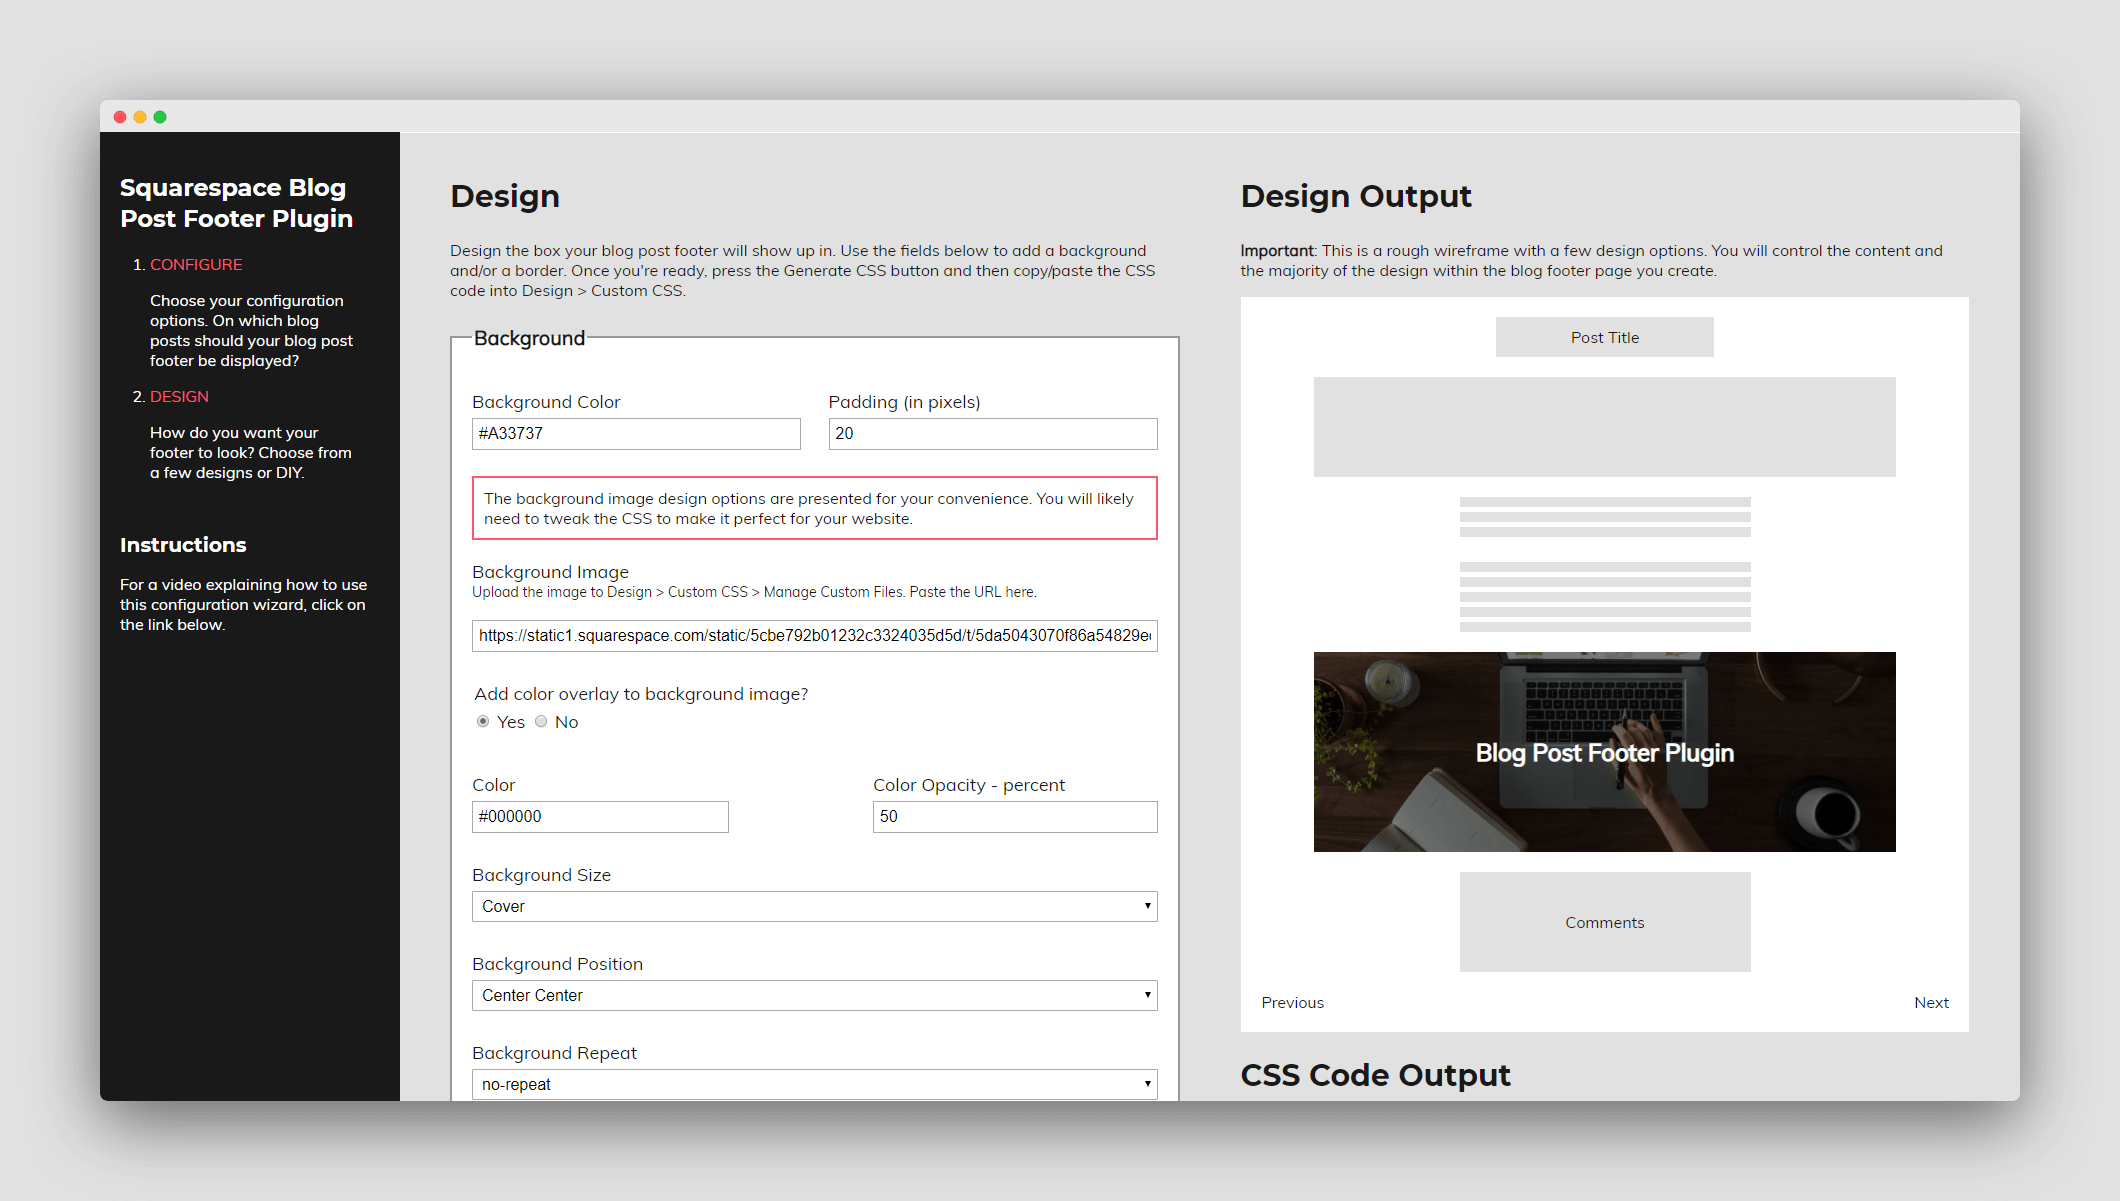 Squarespace Blog
Post Footer Plugin
1. CONFIGURE
Choose your configuration
options. On which blog
posts should your blog post
footer be displayed?
2. DESIGN
How do you want your
footer to look? Choose from
a few designs or DIY.
Instructions
For a video explaining how to use
this configuration wizard, click on
the link below.
Design
Design the box your blog post footer will show up in. Use the fields below to add a background
and/or a border. Once you're ready, press the Generate CSS button and then copy/paste the CSS
code into Design > Custom CSS.
Background
Background Color
#A33737
Padding (in pixels)
20
The background image design options are presented for your convenience. You will likely
need to tweak the CSS to make it perfect for your website.
Background Image
Upload the image to Design > Custom CSS > Manage Custom Files. Paste the URL here.
https://static1.squarespace.com/static/5cbe792b01232c3324035d5d/t/5da5043070f86a54829e
Add color overlay to background image?
Yes No
Color
#000000
Color Opacity - percent
50
Background Size
Cover
Background Position
Center Center
Background Repeat
no-repeat
Design Output
Important: This is a rough wireframe with a few design options. You will control the content and
the majority of the design within the blog footer page you create.
Post Title
Blog Post Footer Plugin
Comments
Previous
Next
CSS Code Output